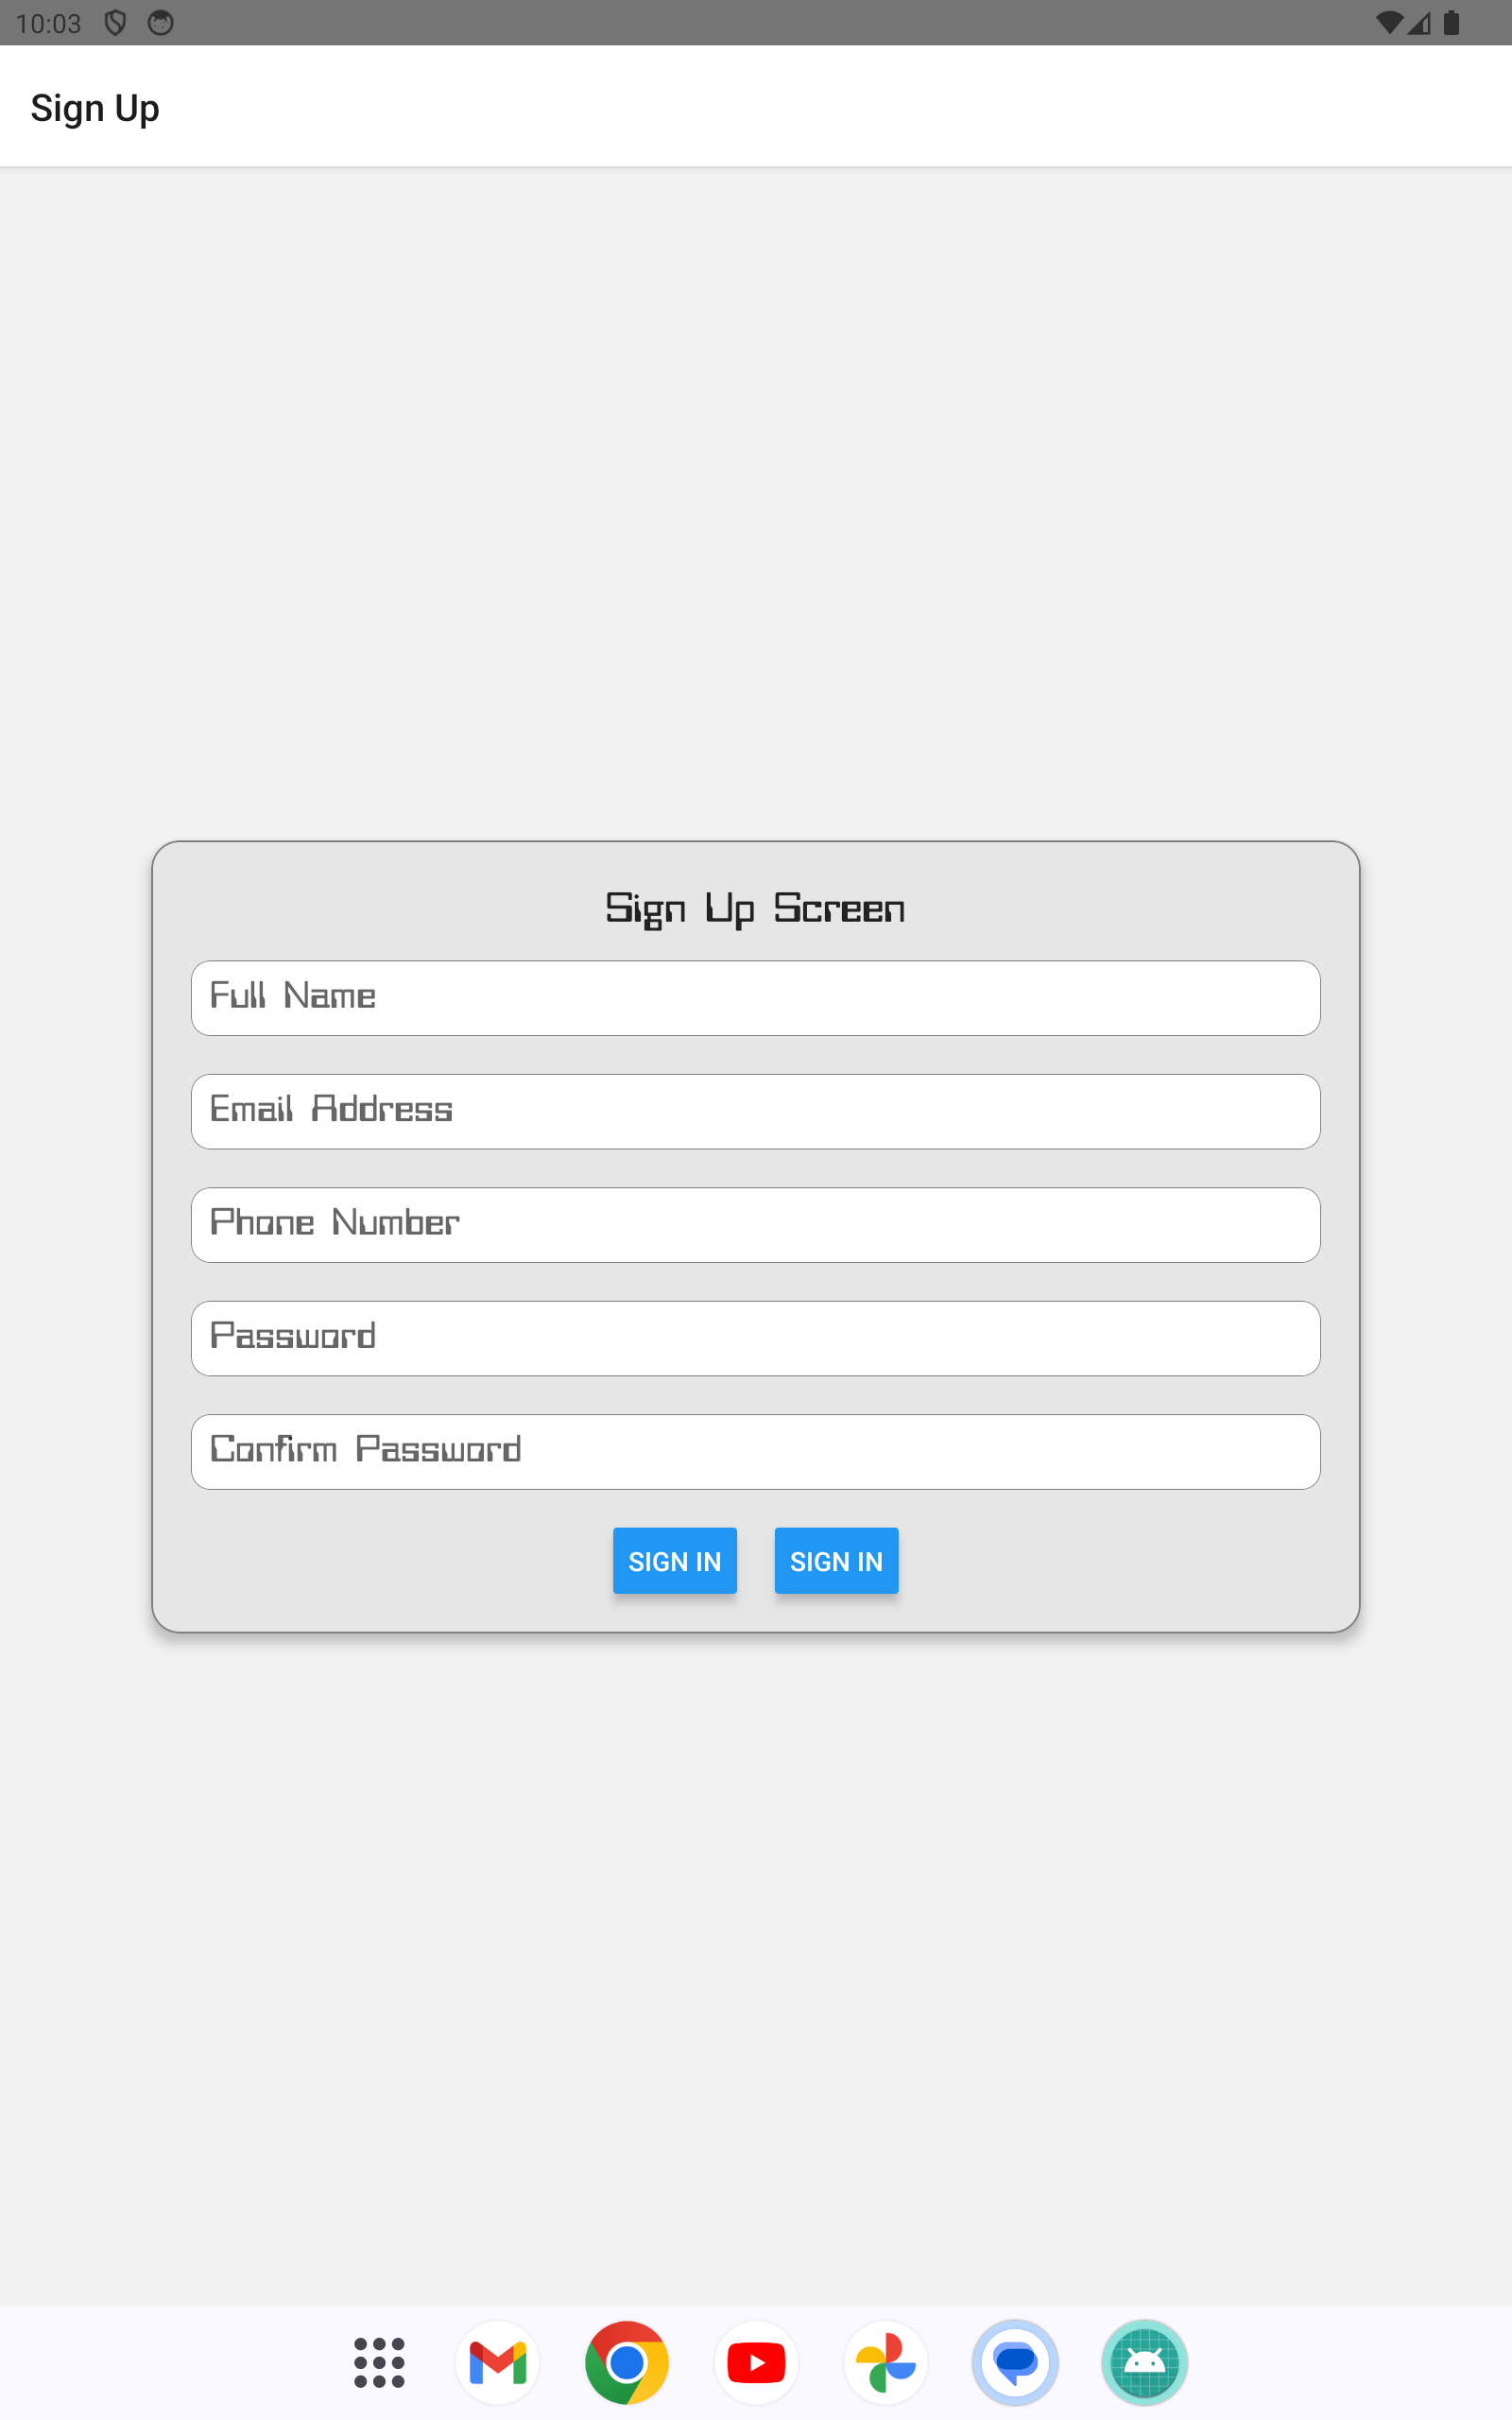 10:03
Sign Up
Sign Up Screen
Full Name
Email Address
Phone Number
Password
Confirm Password
SIGN IN SIGN IN